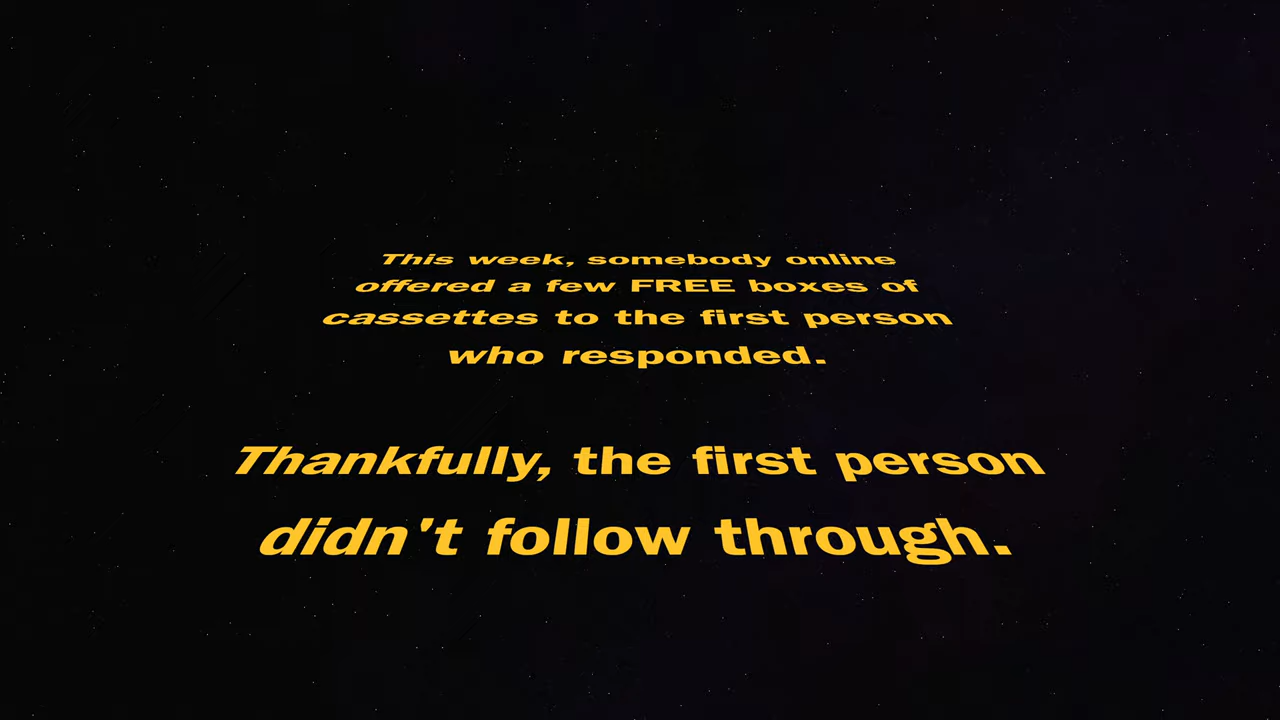 This week, somebody online
offered a few FREE boxes of
cassettes to the first person
who responded.
Thankfully, the first person
didn't follow through.